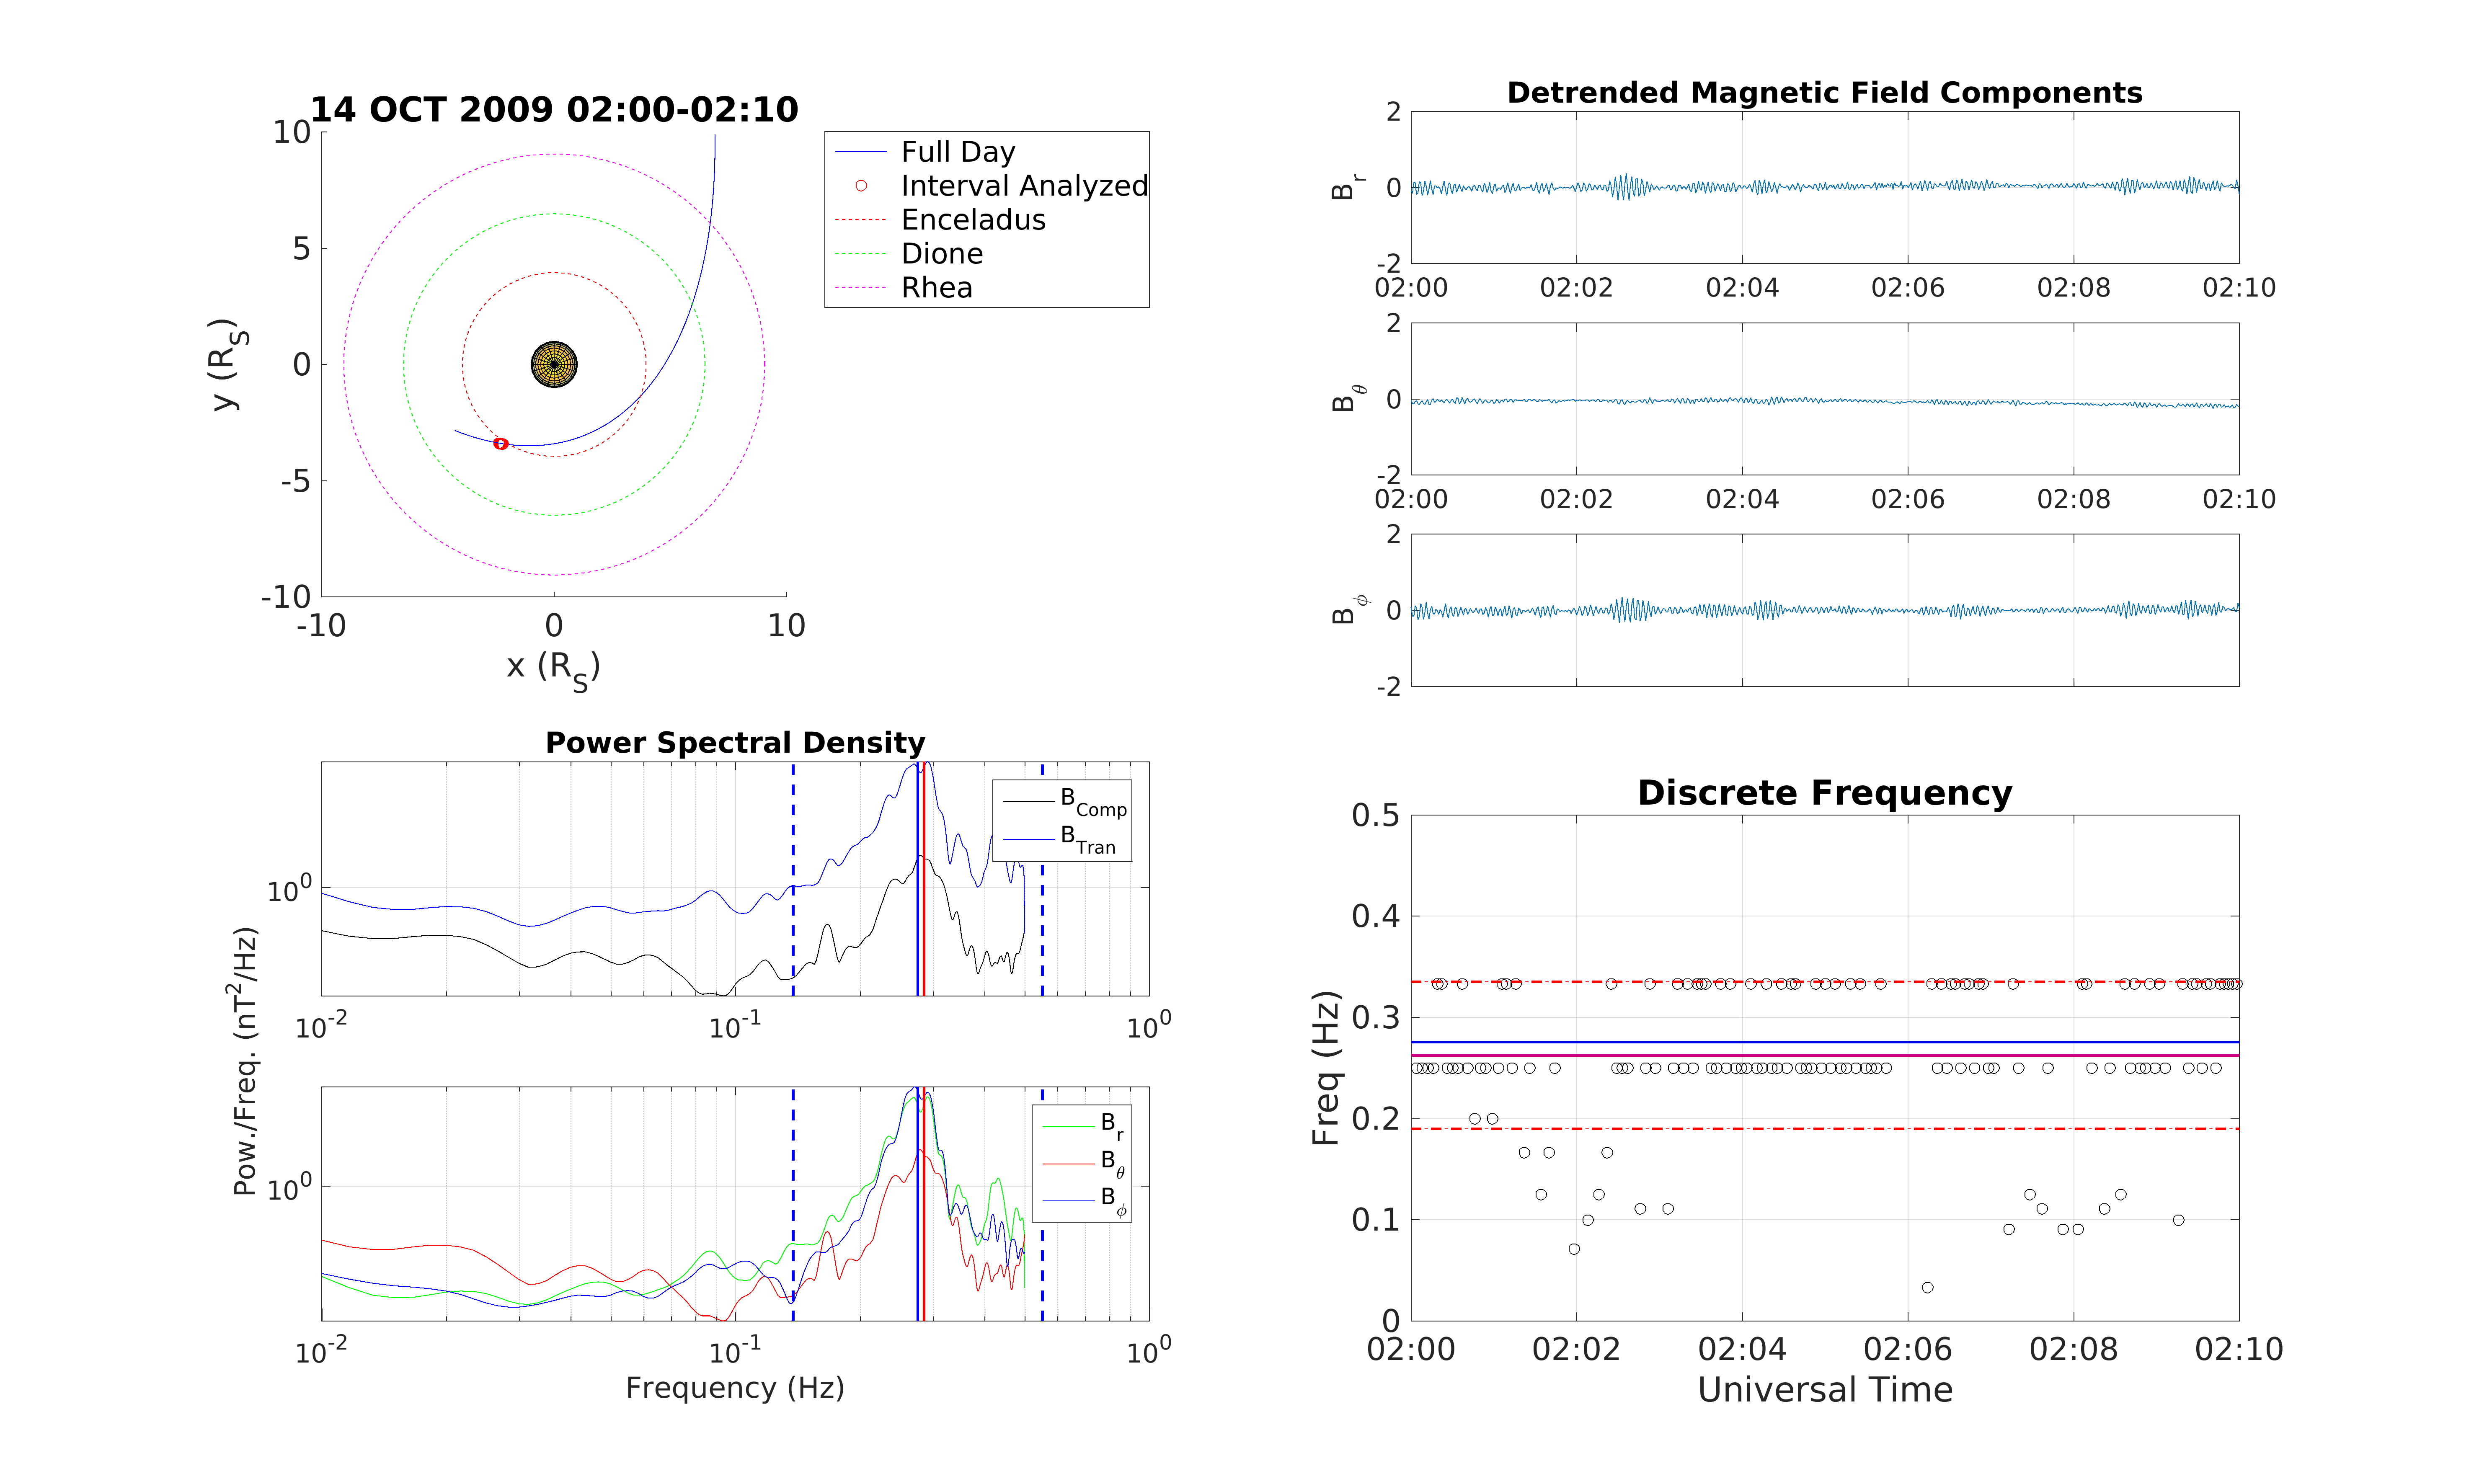 14 OCT 2009 02:00-02:10
10
5
0
-5
-10
-10
0
10
y (R_S)
x (R_S)
Full Day
Interval Analyzed
Enceladus
Dione
Rhea
Detrended Magnetic Field Components
2
0
-2
B_r
02:00 02:02 02:04 02:06 02:08 02:10
2
0
-2
B_θ
02:00 02:02 02:04 02:06 02:08 02:10
2
0
-2
B_ϕ
Power Spectral Density
10^0
B_Comp
B_Tran
10^-2 10^-1 10^0
Pow./Freq. (nT^2/Hz)
10^0
B_r
B_θ
B_ϕ
10^-2 10^-1 10^0
Frequency (Hz)
Discrete Frequency
0.5
0.4
0.3
0.2
0.1
0
Freq (Hz)
02:00 02:02 02:04 02:06 02:08 02:10
Universal Time